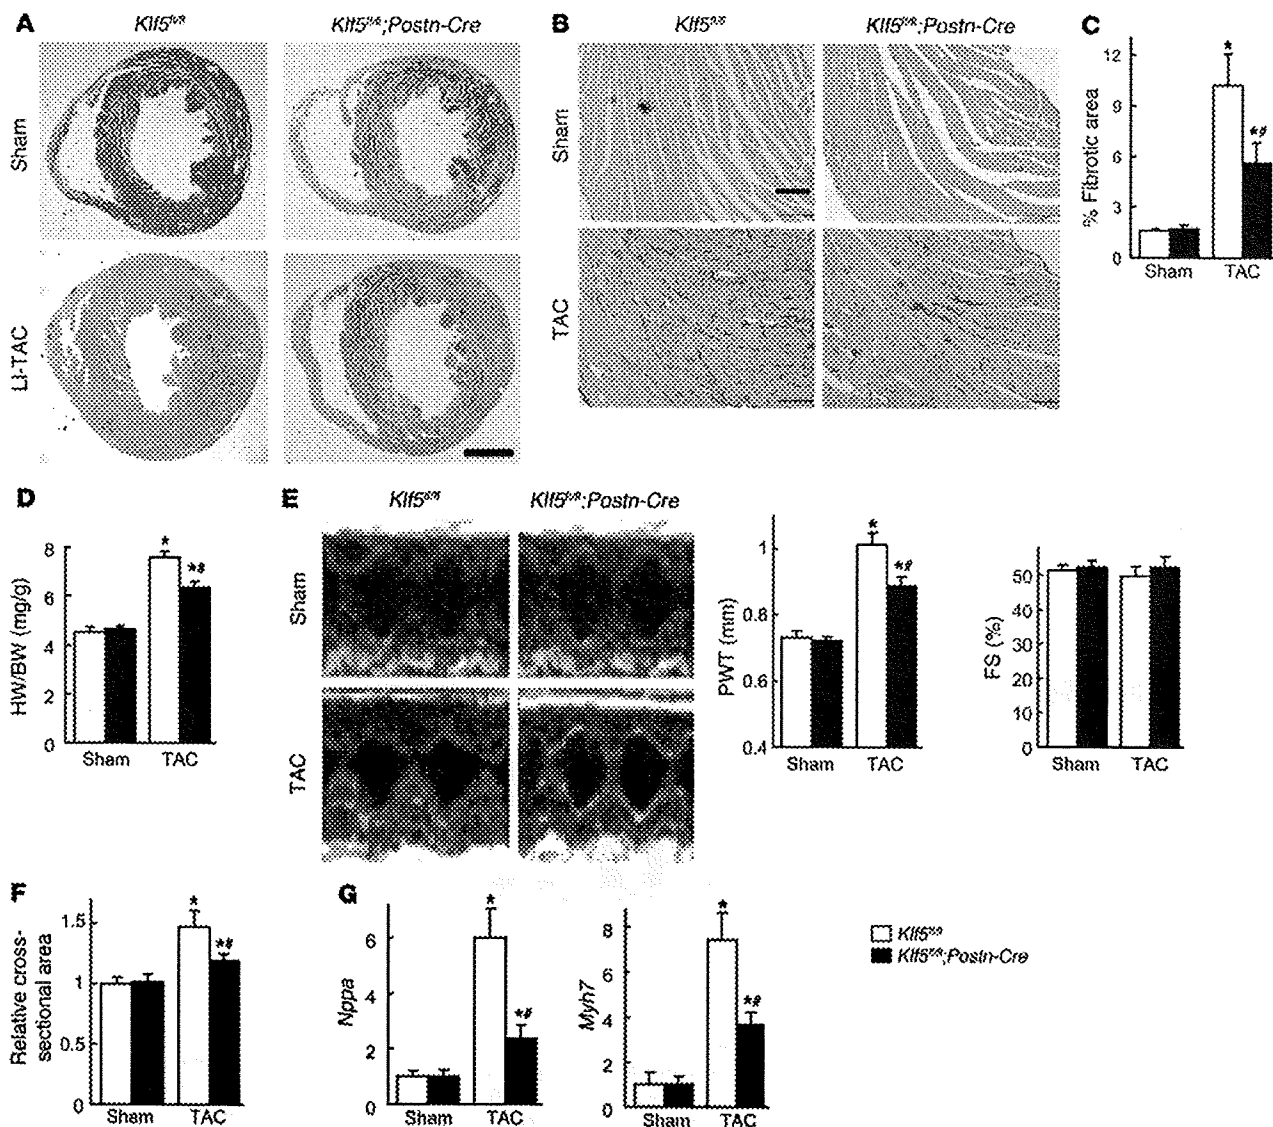 A
Klf5fl/fl
Klf5fl/fl;Postn-Cre
Sham
LI-TAC
B
Klf5fl/fl
Klf5fl/fl;Postn-Cre
Sham
TAC
C
% Fibrotic area
12
9
6
3
0
*
*#
Sham
TAC
D
HW/BW (mg/g)
8
6
4
2
0
*
*#
Sham
TAC
E
Klf5fl/fl
Klf5fl/fl;Postn-Cre
Sham
TAC
PWT (mm)
1
0.8
0.6
0.4
*
*#
Sham
TAC
FS (%)
50
40
30
20
10
0
Sham
TAC
F
Relative cross-
sectional area
1.5
1
0.5
0
*
*#
Sham
TAC
G
Nppa
6
4
2
0
*
*#
Sham
TAC
Myh7
8
6
4
2
0
*
*#
Sham
TAC
Klf5fl/fl
Klf5fl/fl;Postn-Cre